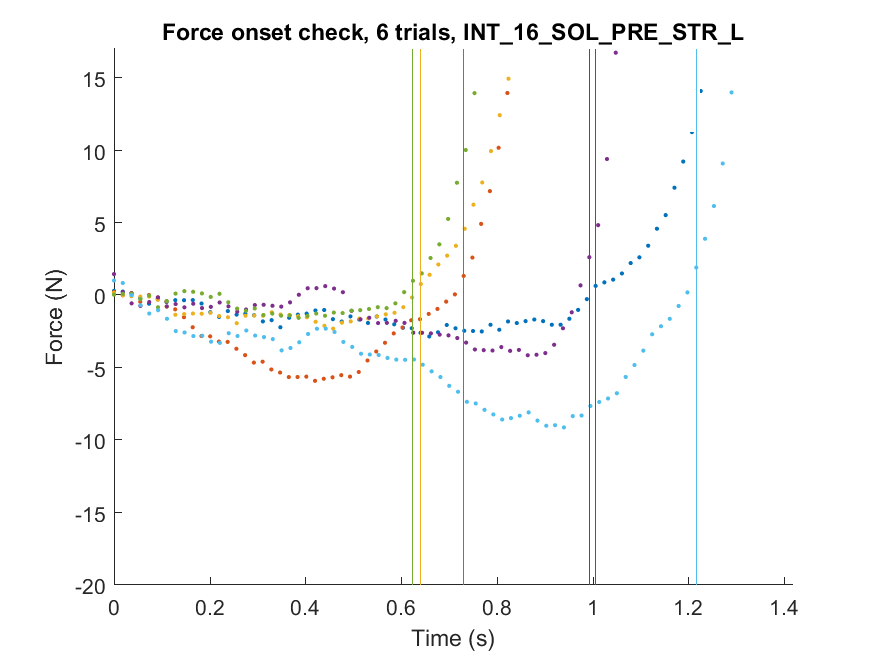 Force onset check, 6 trials, INT_16_SOL_PRE_STR_L
15
10
5
0
-5
-10
-15
-20
Force (N)
0 0.2 0.4 0.6 0.8 1 1.2 1.4
Time (s)